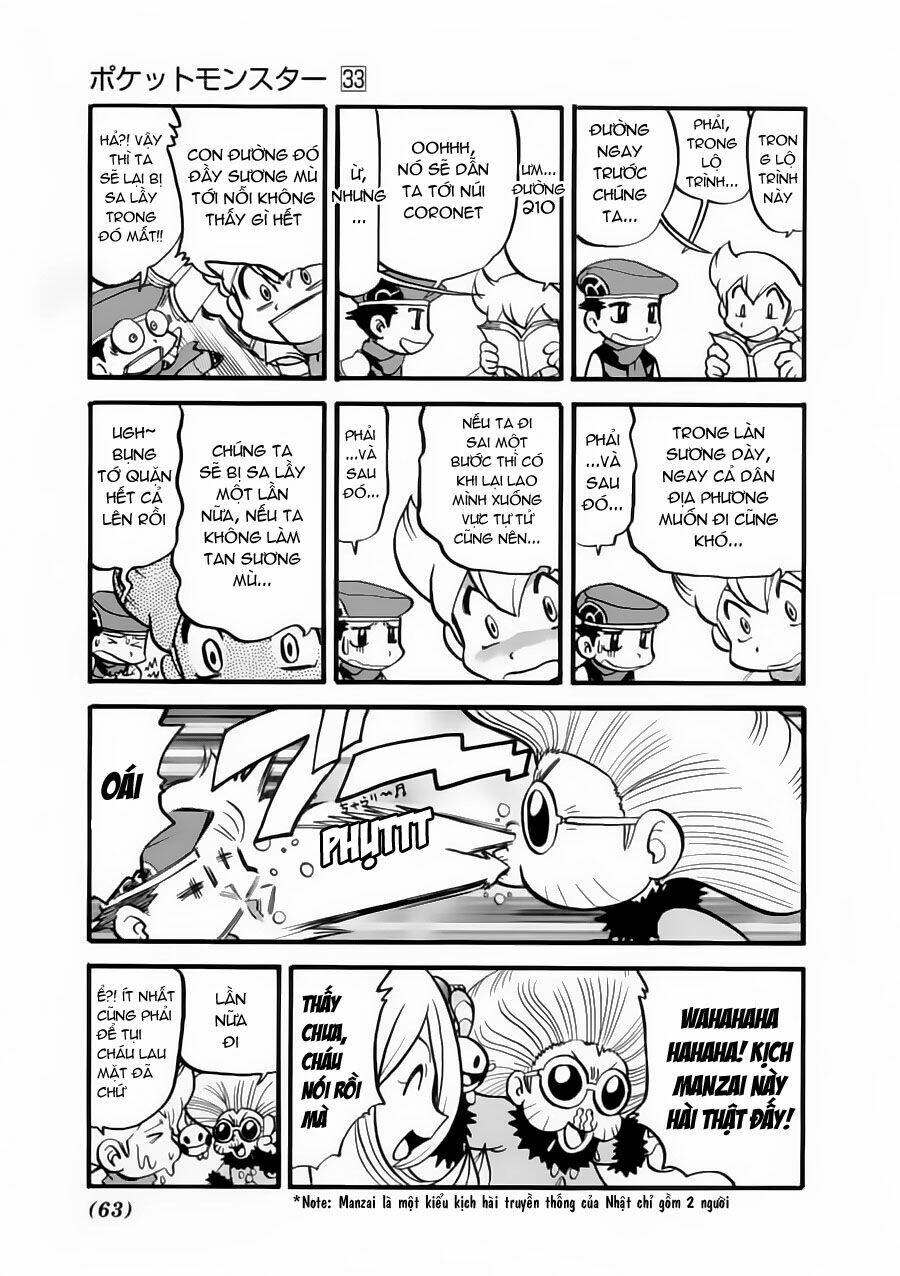 ポケットモンスター 33
TRONG LỘ
TRÌNH NÀY
PHẢI,
TRONG
LỘ
TRÌNH...
ĐƯỜNG
NGAY
TRƯỚC
CHÚNG
TA...
ƯM...
ĐƯỜNG
210
OOHHH,
NÓ SẼ DẪN
TA TỚI NÚI
CORONET
Ừ,
NHƯNG
...
CON ĐƯỜNG ĐÓ
ĐẦY SƯƠNG MÙ
TỚI NỖI KHÔNG
THẤY GÌ HẾT
HẢ?! VẬY
THÌ TA
SẼ LẠI BỊ
SA LẦY
TRONG
ĐÓ MẤT!!
TRONG LÀN
SƯƠNG DÀY,
NGAY CẢ DÂN
ĐỊA PHƯƠNG
MUỐN ĐI CŨNG
KHÓ...
PHẢI
...VÀ
SAU
ĐÓ...
NẾU TA ĐI
SAI MỘT
BƯỚC THÌ CÓ
KHI LẠI LAO
MÌNH XUỐNG
VỰC TỰ TỬ
CŨNG NÊN...
PHẢI
...VÀ
SAU
ĐÓ...
CHÚNG TA
SẼ BỊ SA LẦY
MỘT LẦN
NỮA, NẾU TA
KHÔNG LÀM
TAN SƯƠNG
MÙ...
UGH~
BỤNG
TỚ QUẶN
HẾT CẢ
LÊN RỒI
OÁI
PHỤTTT
WAHAHAHA
HAHAHA! KỊCH
MANZAI NÀY
HÀI THẬT ĐẤY!
THẤY
CHƯA,
CHÁU
NÓI RỒI
MÀ
LẦN
NỮA
ĐI
Ể?! ÍT NHẤT
CŨNG PHẢI
ĐỂ TỤI
CHÁU LAU
MẶT ĐÃ
CHỨ
*Note: Manzai là một kiểu kịch hài truyền thống của Nhật chỉ gồm 2 người
(63)